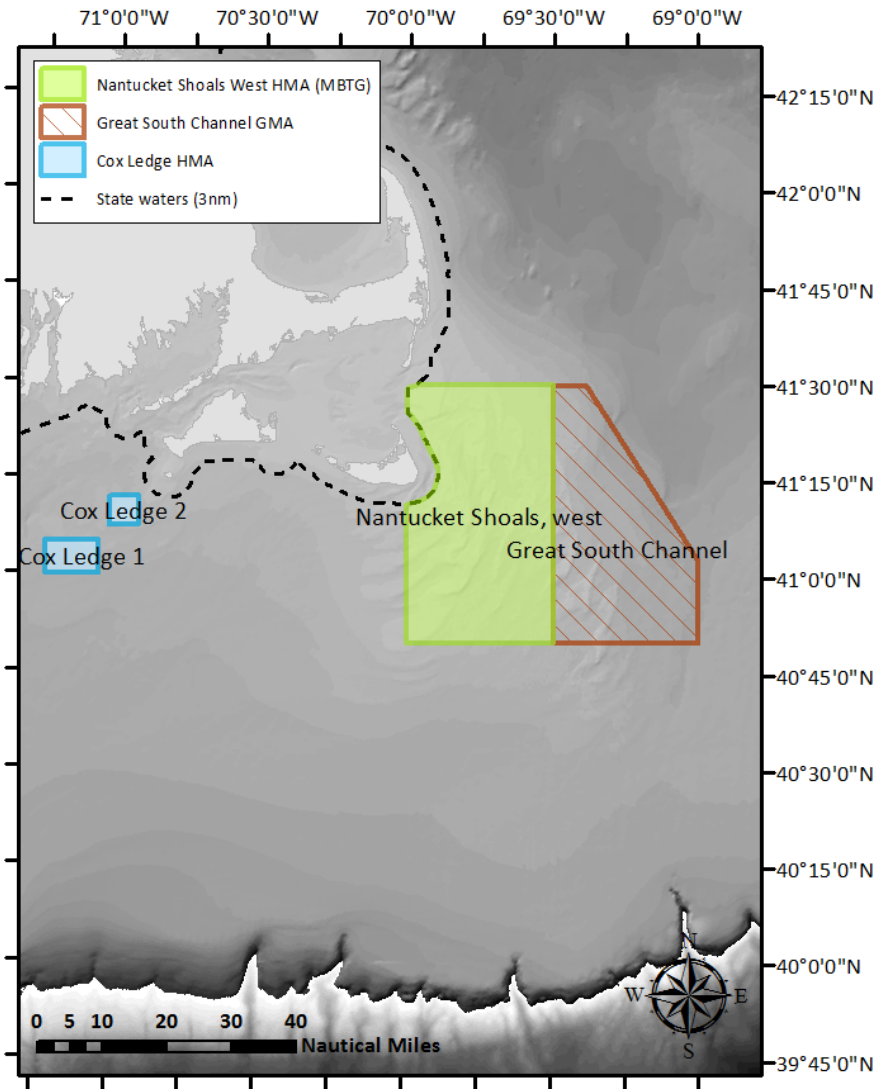 71°0'0"W 70°30'0"W 70°0'0"W 69°30'0"W 69°0'0"W
Nantucket Shoals West HMA (MBTG)
Great South Channel GMA
Cox Ledge HMA
State waters (3nm)
42°15'0"N
42°0'0"N
41°45'0"N
41°30'0"N
41°15'0"N
Cox Ledge 2
Nantucket Shoals, west
Great South Channel
Cox Ledge 1
41°0'0"N
40°45'0"N
40°30'0"N
40°15'0"N
40°0'0"N
N
W E
S
0 5 10 20 30 40
Nautical Miles
39°45'0"N